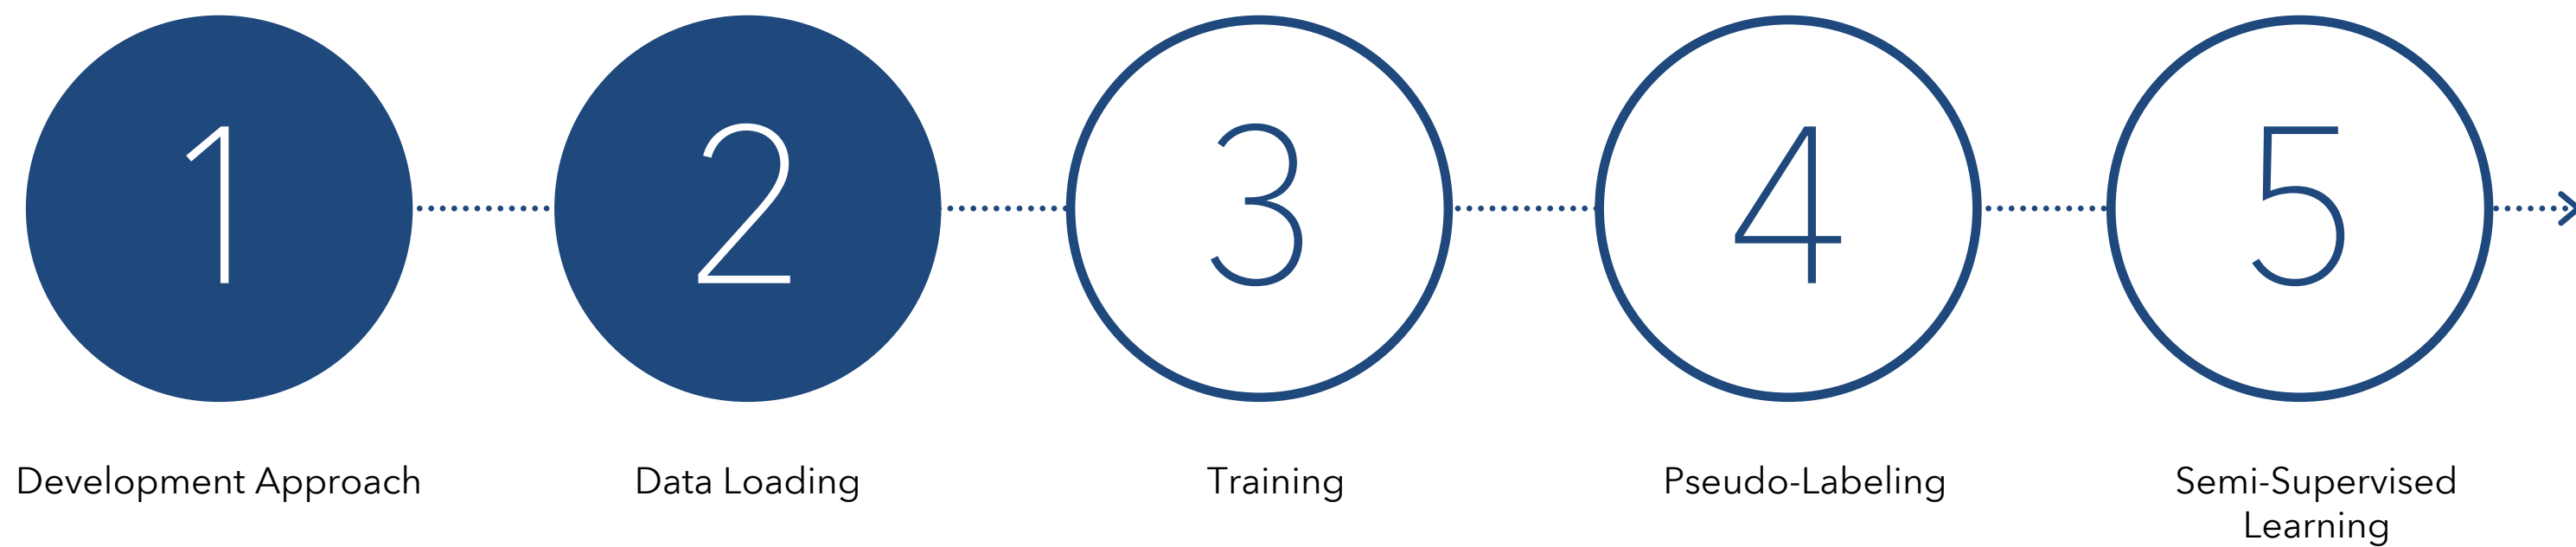 1
2
3
4
5
Development Approach
Data Loading
Training
Pseudo-Labeling
Semi-Supervised
Learning